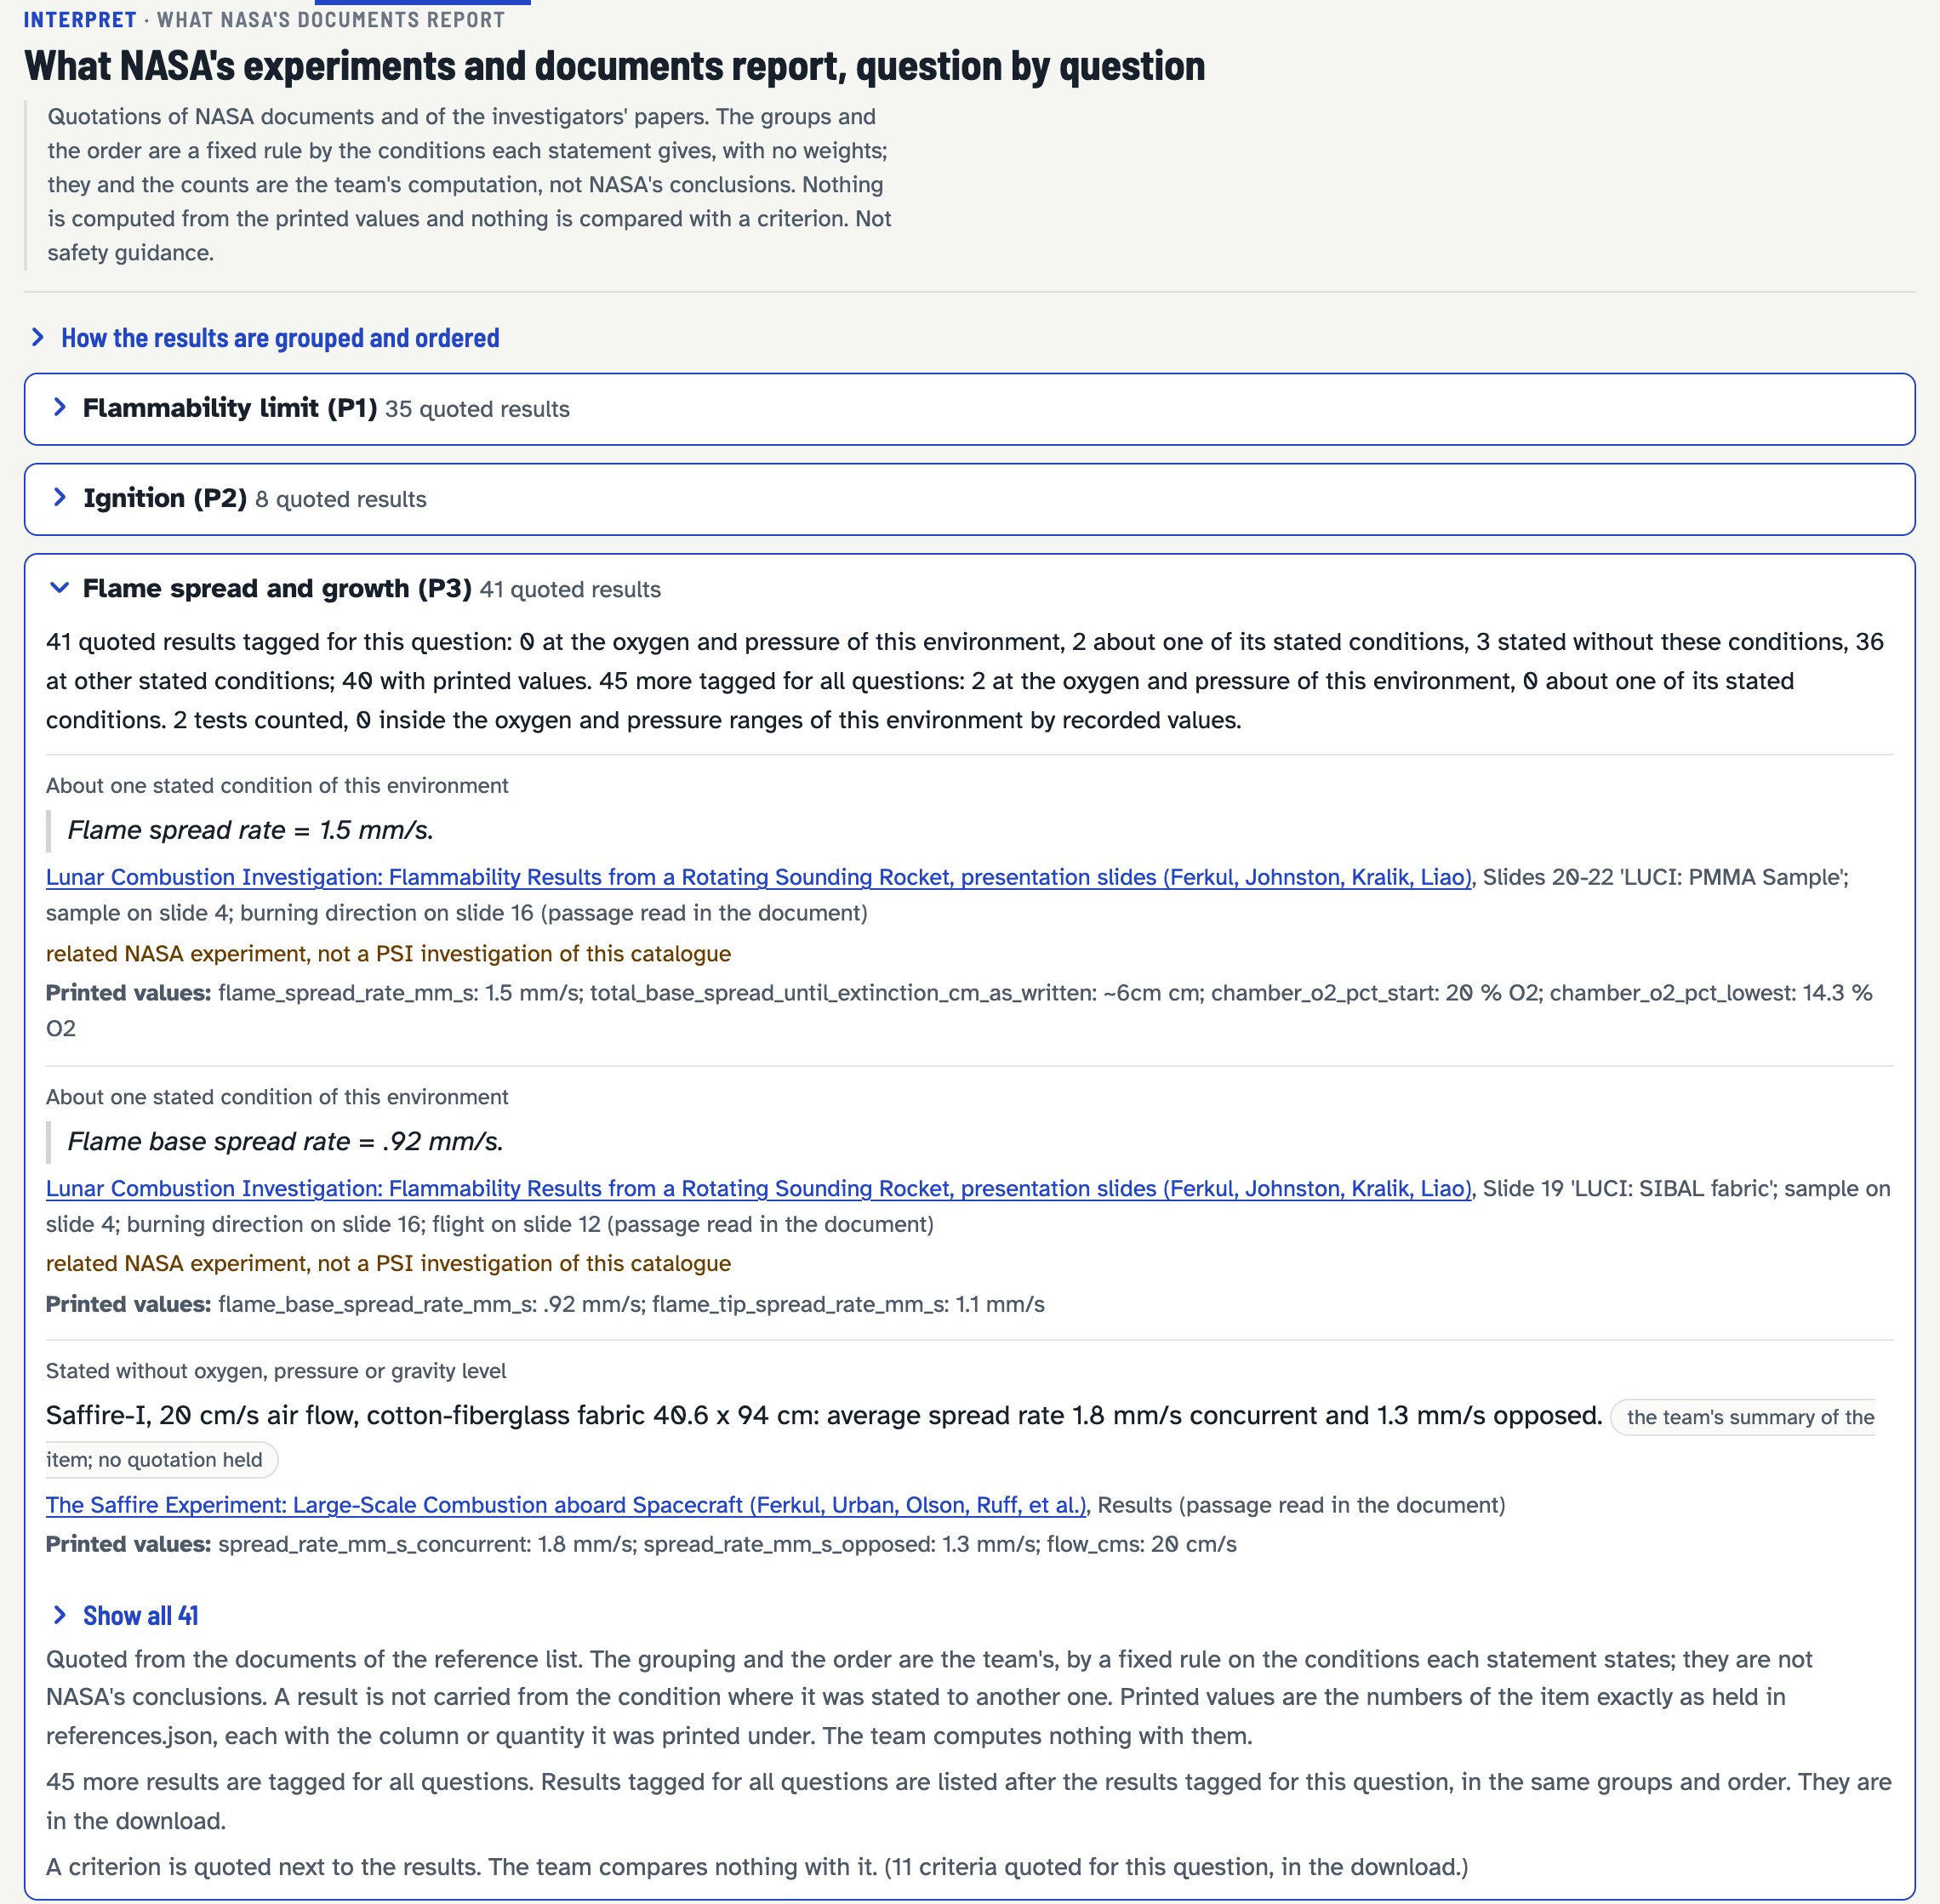 INTERPRET · WHAT NASA'S DOCUMENTS REPORT
What NASA's experiments and documents report, question by question
Quotations of NASA documents and of the investigators' papers. The groups and
the order are a fixed rule by the conditions each statement gives, with no weights;
they and the counts are the team's computation, not NASA's conclusions. Nothing
is computed from the printed values and nothing is compared with a criterion. Not
safety guidance.
How the results are grouped and ordered
Flammability limit (P1) 35 quoted results
Ignition (P2) 8 quoted results
Flame spread and growth (P3) 41 quoted results
41 quoted results tagged for this question: 0 at the oxygen and pressure of this environment, 2 about one of its stated conditions, 3 stated without these conditions, 36
at other stated conditions; 40 with printed values. 45 more tagged for all questions: 2 at the oxygen and pressure of this environment, 0 about one of its stated
conditions. 2 tests counted, 0 inside the oxygen and pressure ranges of this environment by recorded values.
About one stated condition of this environment
Flame spread rate = 1.5 mm/s.
Lunar Combustion Investigation: Flammability Results from a Rotating Sounding Rocket, presentation slides (Ferkul, Johnston, Kralik, Liao), Slides 20-22 'LUCI: PMMA Sample';
sample on slide 4; burning direction on slide 16 (passage read in the document)
related NASA experiment, not a PSI investigation of this catalogue
Printed values: flame_spread_rate_mm_s: 1.5 mm/s; total_base_spread_until_extinction_cm_as_written: ~6cm cm; chamber_o2_pct_start: 20 % O2; chamber_o2_pct_lowest: 14.3 %
O2
About one stated condition of this environment
Flame base spread rate = .92 mm/s.
Lunar Combustion Investigation: Flammability Results from a Rotating Sounding Rocket, presentation slides (Ferkul, Johnston, Kralik, Liao), Slide 19 'LUCI: SIBAL fabric'; sample on
slide 4; burning direction on slide 16; flight on slide 12 (passage read in the document)
related NASA experiment, not a PSI investigation of this catalogue
Printed values: flame_base_spread_rate_mm_s: .92 mm/s; flame_tip_spread_rate_mm_s: 1.1 mm/s
Stated without oxygen, pressure or gravity level
Saffire-I, 20 cm/s air flow, cotton-fiberglass fabric 40.6 x 94 cm: average spread rate 1.8 mm/s concurrent and 1.3 mm/s opposed. the team's summary of the
item; no quotation held
The Saffire Experiment: Large-Scale Combustion aboard Spacecraft (Ferkul, Urban, Olson, Ruff, et al.), Results (passage read in the document)
Printed values: spread_rate_mm_s_concurrent: 1.8 mm/s; spread_rate_mm_s_opposed: 1.3 mm/s; flow_cms: 20 cm/s
Show all 41
Quoted from the documents of the reference list. The grouping and the order are the team's, by a fixed rule on the conditions each statement states; they are not
NASA's conclusions. A result is not carried from the condition where it was stated to another one. Printed values are the numbers of the item exactly as held in
references.json, each with the column or quantity it was printed under. The team computes nothing with them.
45 more results are tagged for all questions. Results tagged for all questions are listed after the results tagged for this question, in the same groups and order. They are
in the download.
A criterion is quoted next to the results. The team compares nothing with it. (11 criteria quoted for this question, in the download.)